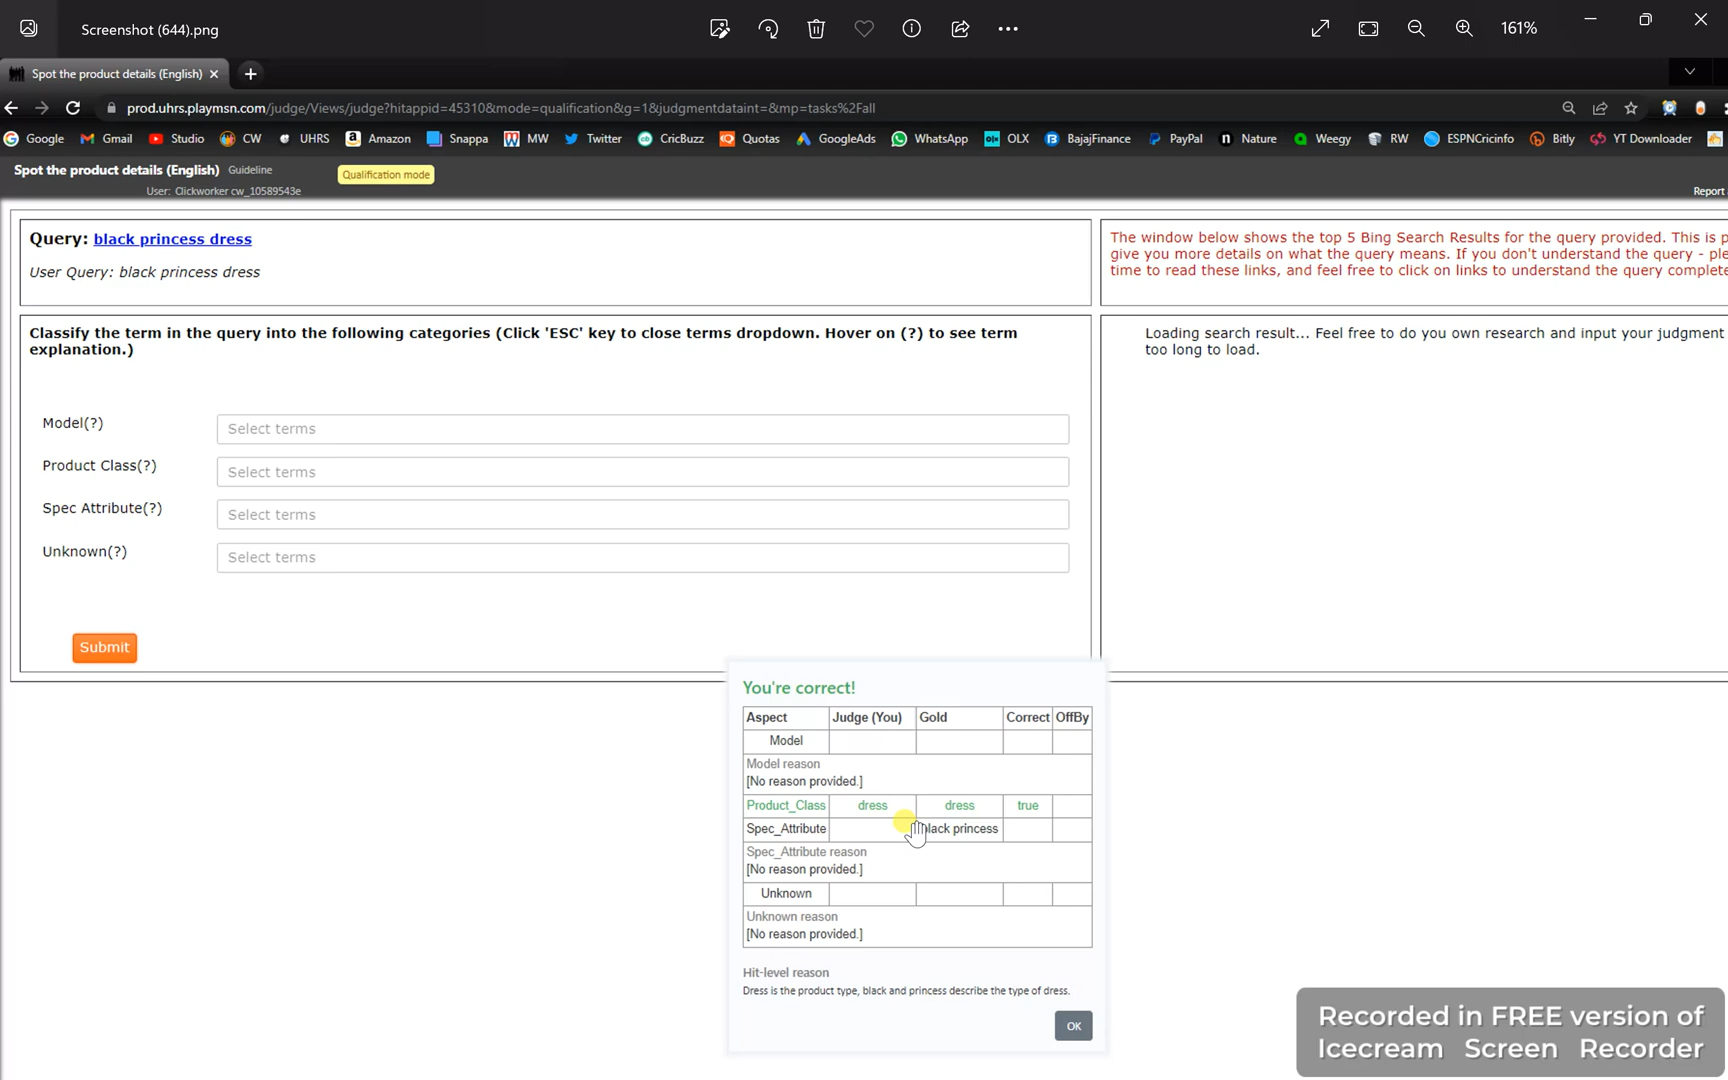 Screenshot (644).png
161%
Spot the product details (English)
prod.uhrs.playmsn.com/judge/Views/judge?hitappid=45310&mode=qualification&g=1&judgmentdataint=&mp=tasks%2Fall
Google Gmail Studio CW UHRS Amazon Snappa MW Twitter CricBuzz Quotas GoogleAds WhatsApp OLX BajajFinance PayPal Nature Weegy RW ESPNCricinfo Bitly YT Downloader
Spot the product details (English) Guideline Qualification mode
User: Clickworker cw_10589543e
Report
Query: black princess dress
User Query: black princess dress
The window below shows the top 5 Bing Search Results for the query provided. This is p
give you more details on what the query means. If you don't understand the query - ple
time to read these links, and feel free to click on links to understand the query complete
Classify the term in the query into the following categories (Click 'ESC' key to close terms dropdown. Hover on (?) to see term
explanation.)
Loading search result... Feel free to do you own research and input your judgment
too long to load.
Model(?) Select terms
Product Class(?) Select terms
Spec Attribute(?) Select terms
Unknown(?) Select terms
Submit
You're correct!
Aspect Judge (You) Gold Correct OffBy
Model
Model reason
[No reason provided.]
Product_Class dress dress true
Spec_Attribute lack princess
Spec_Attribute reason
[No reason provided.]
Unknown
Unknown reason
[No reason provided.]
Hit-level reason
Dress is the product type, black and princess describe the type of dress.
OK
Recorded in FREE version of
Icecream Screen Recorder